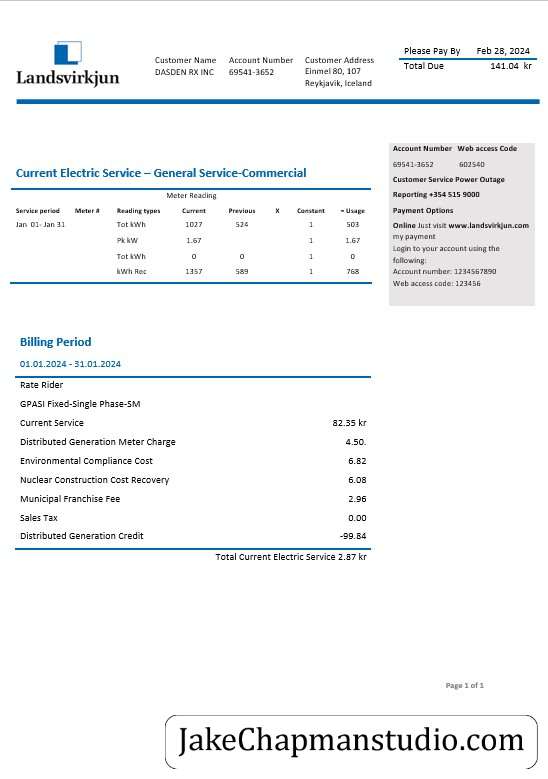 Please Pay By Feb 28, 2024
Landsvirkjun
Customer Name Account Number Customer Address
DASDEN RX INC 69541-3652 Einmel 80, 107
Reykjavik, Iceland
Total Due 141.04 kr
Current Electric Service – General Service-Commercial
Meter Reading
Service period Meter # Reading types Current Previous X Constant = Usage
Jan 01- Jan 31 Tot kWh 1027 524 1 503
Pk kW 1.67 1 1.67
Tot kWh 0 0 1 0
kWh Rec 1357 589 1 768
Account Number Web access Code
69541-3652 602540
Customer Service Power Outage
Reporting +354 515 9000
Payment Options
Online Just visit www.landsvirkjun.com
my payment
Login to your account using the
following:
Account number: 1234567890
Web access code: 123456
Billing Period
01.01.2024 - 31.01.2024
Rate Rider
GPASI Fixed-Single Phase-SM
Current Service 82.35 kr
Distributed Generation Meter Charge 4.50.
Environmental Compliance Cost 6.82
Nuclear Construction Cost Recovery 6.08
Municipal Franchise Fee 2.96
Sales Tax 0.00
Distributed Generation Credit -99.84
Total Current Electric Service 2.87 kr
Page 1 of 1
JakeChapmanstudio.com